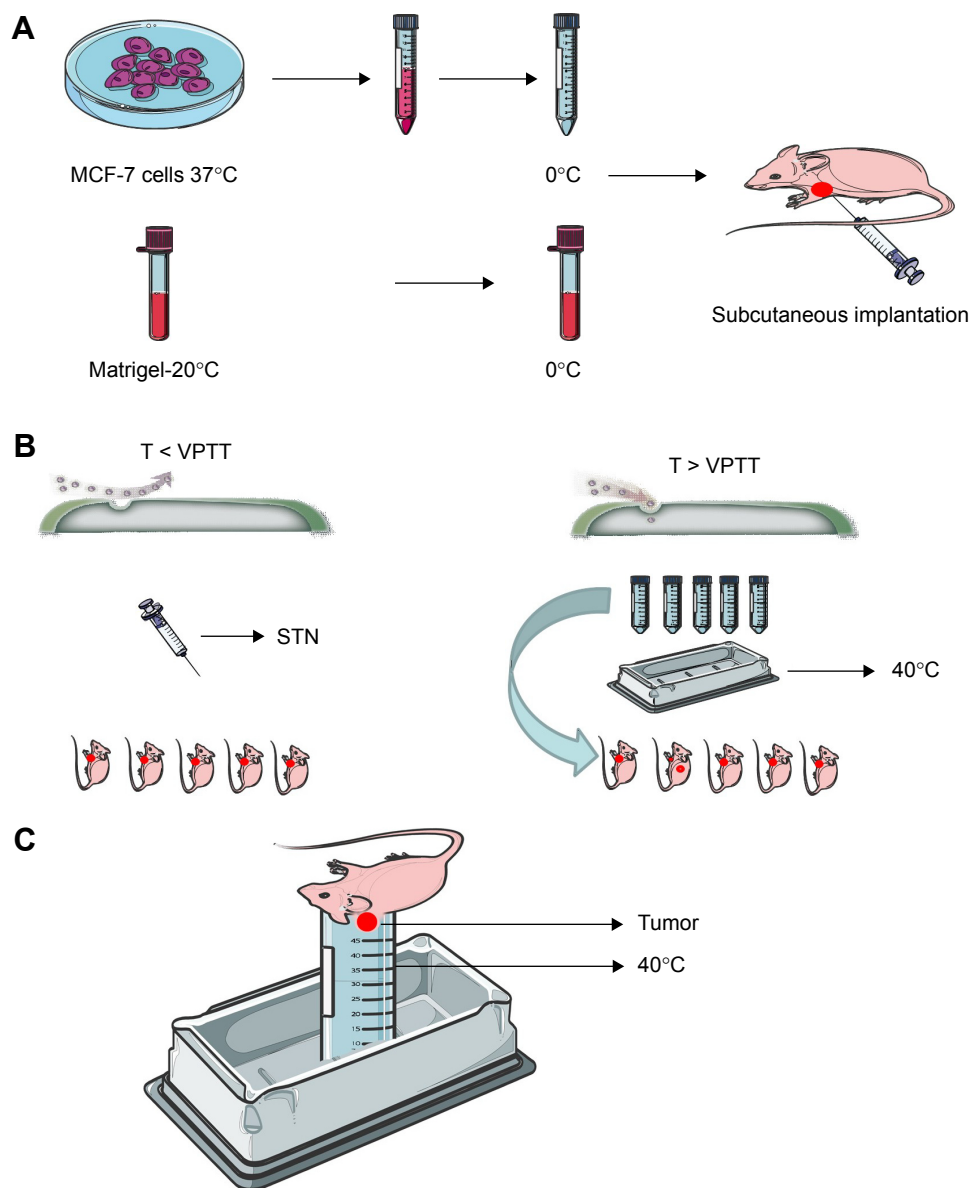 A
MCF-7 cells 37°C
0°C
Subcutaneous implantation
Matrigel-20°C
0°C
B
T < VPTT
T > VPTT
STN
40°C
C
Tumor
40°C
45
40
35
30
25
20
15
10